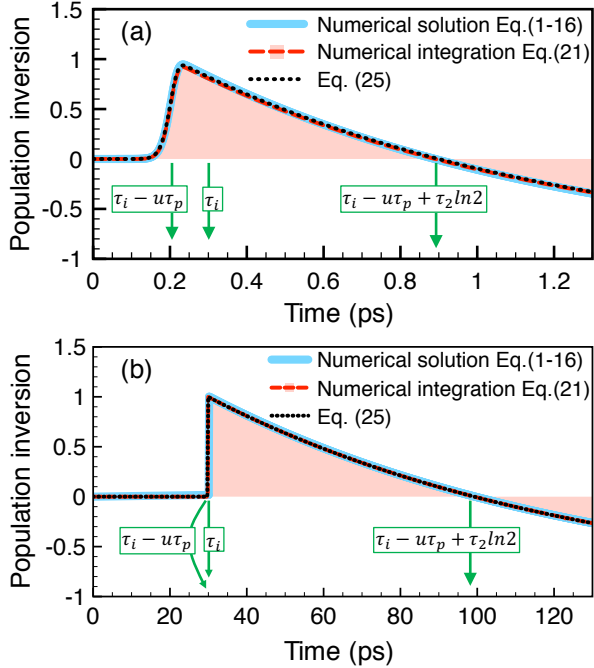 (a)
Numerical solution Eq.(1-16)
Numerical integration Eq.(21)
Eq. (25)
Population inversion
1.5
1
0.5
0
-0.5
-1
τᵢ − uτₚ
τᵢ
τᵢ − uτₚ + τ₂ln2
0 0.2 0.4 0.6 0.8 1 1.2
Time (ps)
(b)
Numerical solution Eq.(1-16)
Numerical integration Eq.(21)
Eq. (25)
Population inversion
1.5
1
0.5
0
-0.5
-1
τᵢ − uτₚ
τᵢ
τᵢ − uτₚ + τ₂ln2
0 20 40 60 80 100 120
Time (ps)